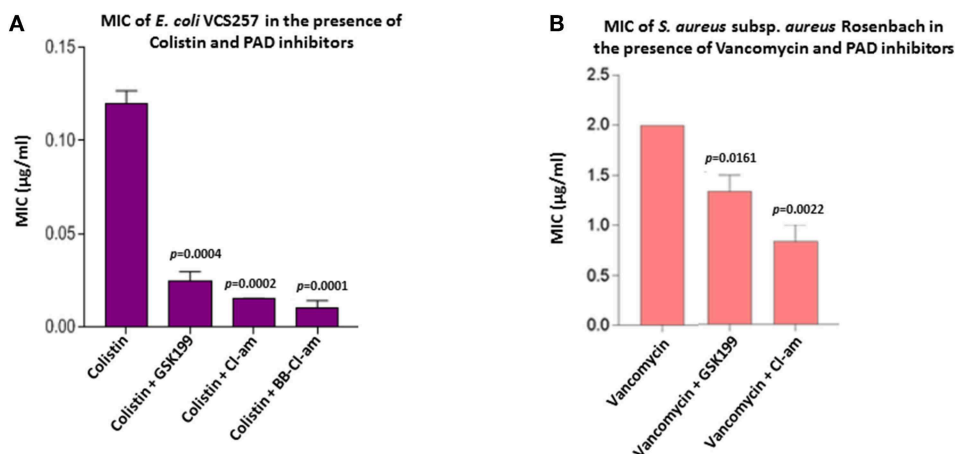 A
MIC of E. coli VCS257 in the presence of
Colistin and PAD inhibitors
0.15
0.10
0.05
0.00
MIC (µg/ml)
p=0.0004
p=0.0002
p=0.0001
Colistin
Colistin + GSK199
Colistin + Cl-am
Colistin + BB-Cl-am
B
MIC of S. aureus subsp. aureus Rosenbach in
the presence of Vancomycin and PAD inhibitors
2.5
2.0
1.5
1.0
0.5
0.0
MIC (µg/ml)
p=0.0161
p=0.0022
Vancomycin
Vancomycin + GSK199
Vancomycin + Cl-am